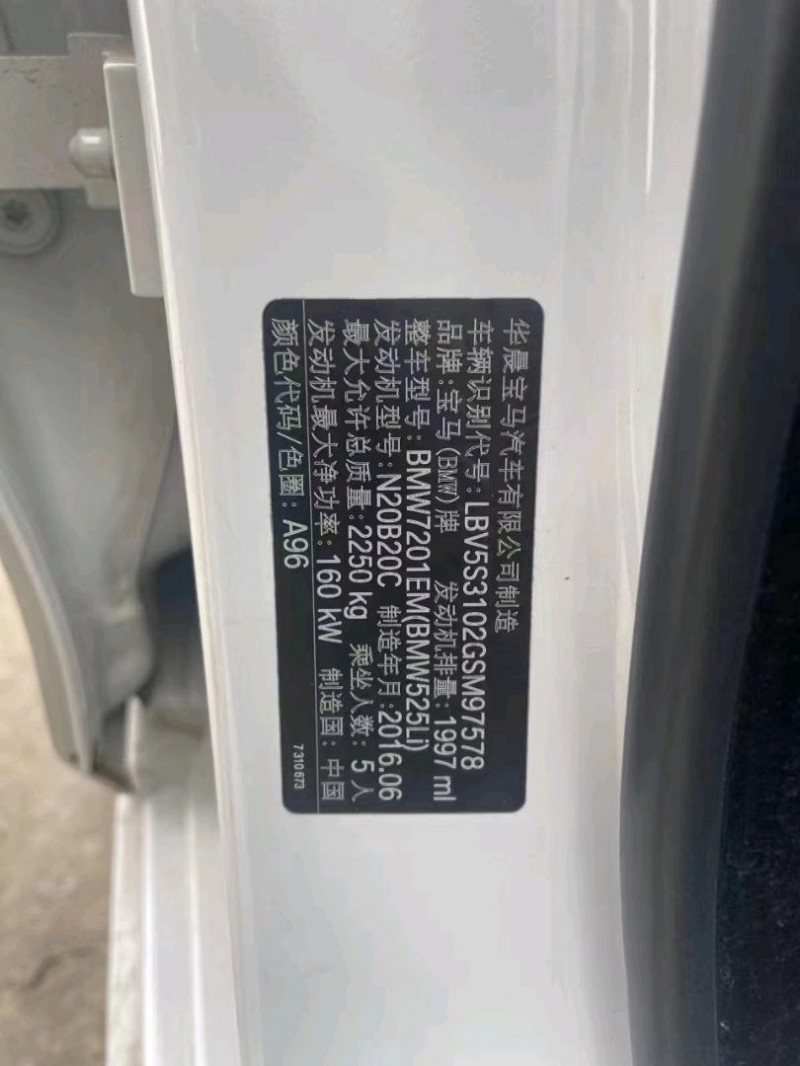 华晨宝马汽车有限公司制造
车辆识别代号：LBV5S3102GSM97578
品牌：宝马(BMW)牌 发动机排量：1997 ml
整车型号：BMW7201EM(BMW525Li)
发动机型号：N20B20C 制造年月：2016.06
最大允许总质量：2250 kg 乘坐人数：5人
发动机最大净功率：160 kW 制造国：中国
颜色代码/色圈：A96
7 310 673